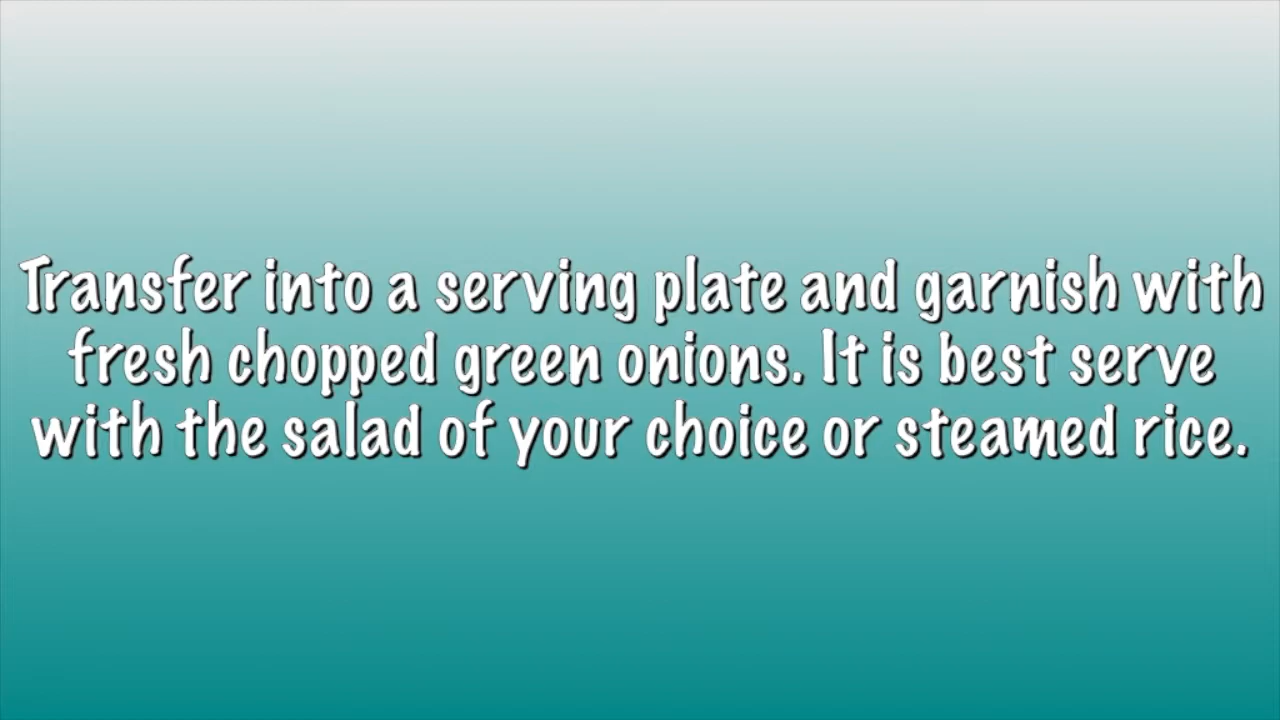 Transfer into a serving plate and garnish with
fresh chopped green onions. It is best serve
with the salad of your choice or steamed rice.